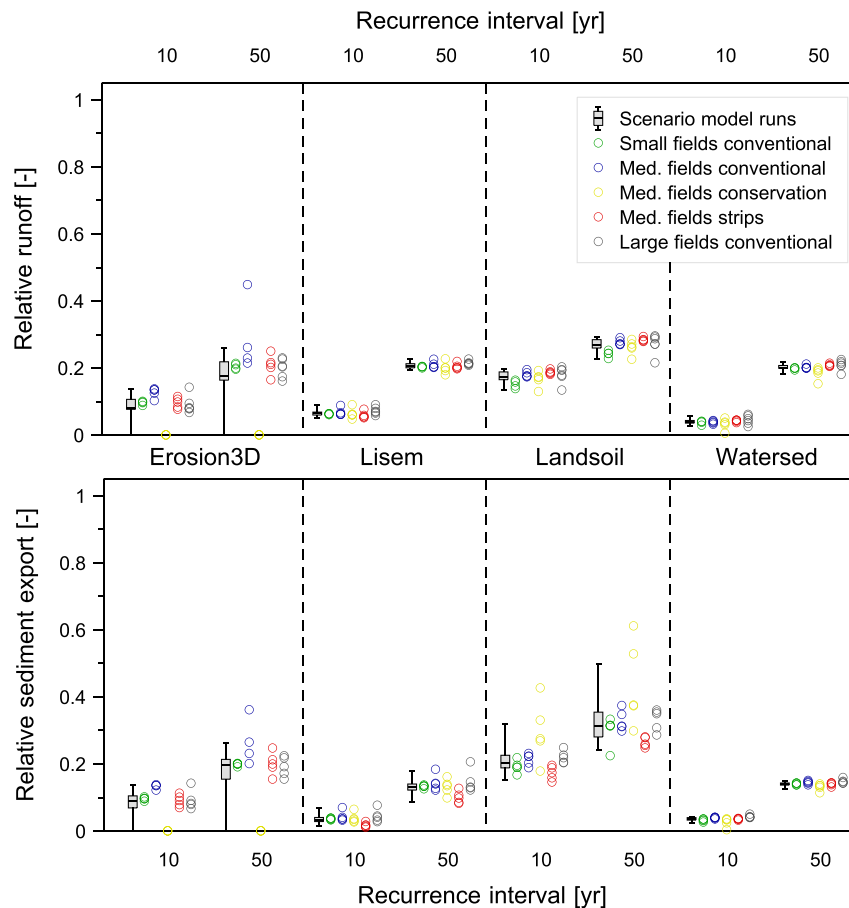 Recurrence interval [yr]
10 50 10 50 10 50 10 50
Relative runoff [-]
1
0.8
0.6
0.4
0.2
0
Scenario model runs
Small fields conventional
Med. fields conventional
Med. fields conservation
Med. fields strips
Large fields conventional
Erosion3D Lisem Landsoil Watersed
Relative sediment export [-]
1
0.8
0.6
0.4
0.2
0
10 50 10 50 10 50 10 50
Recurrence interval [yr]